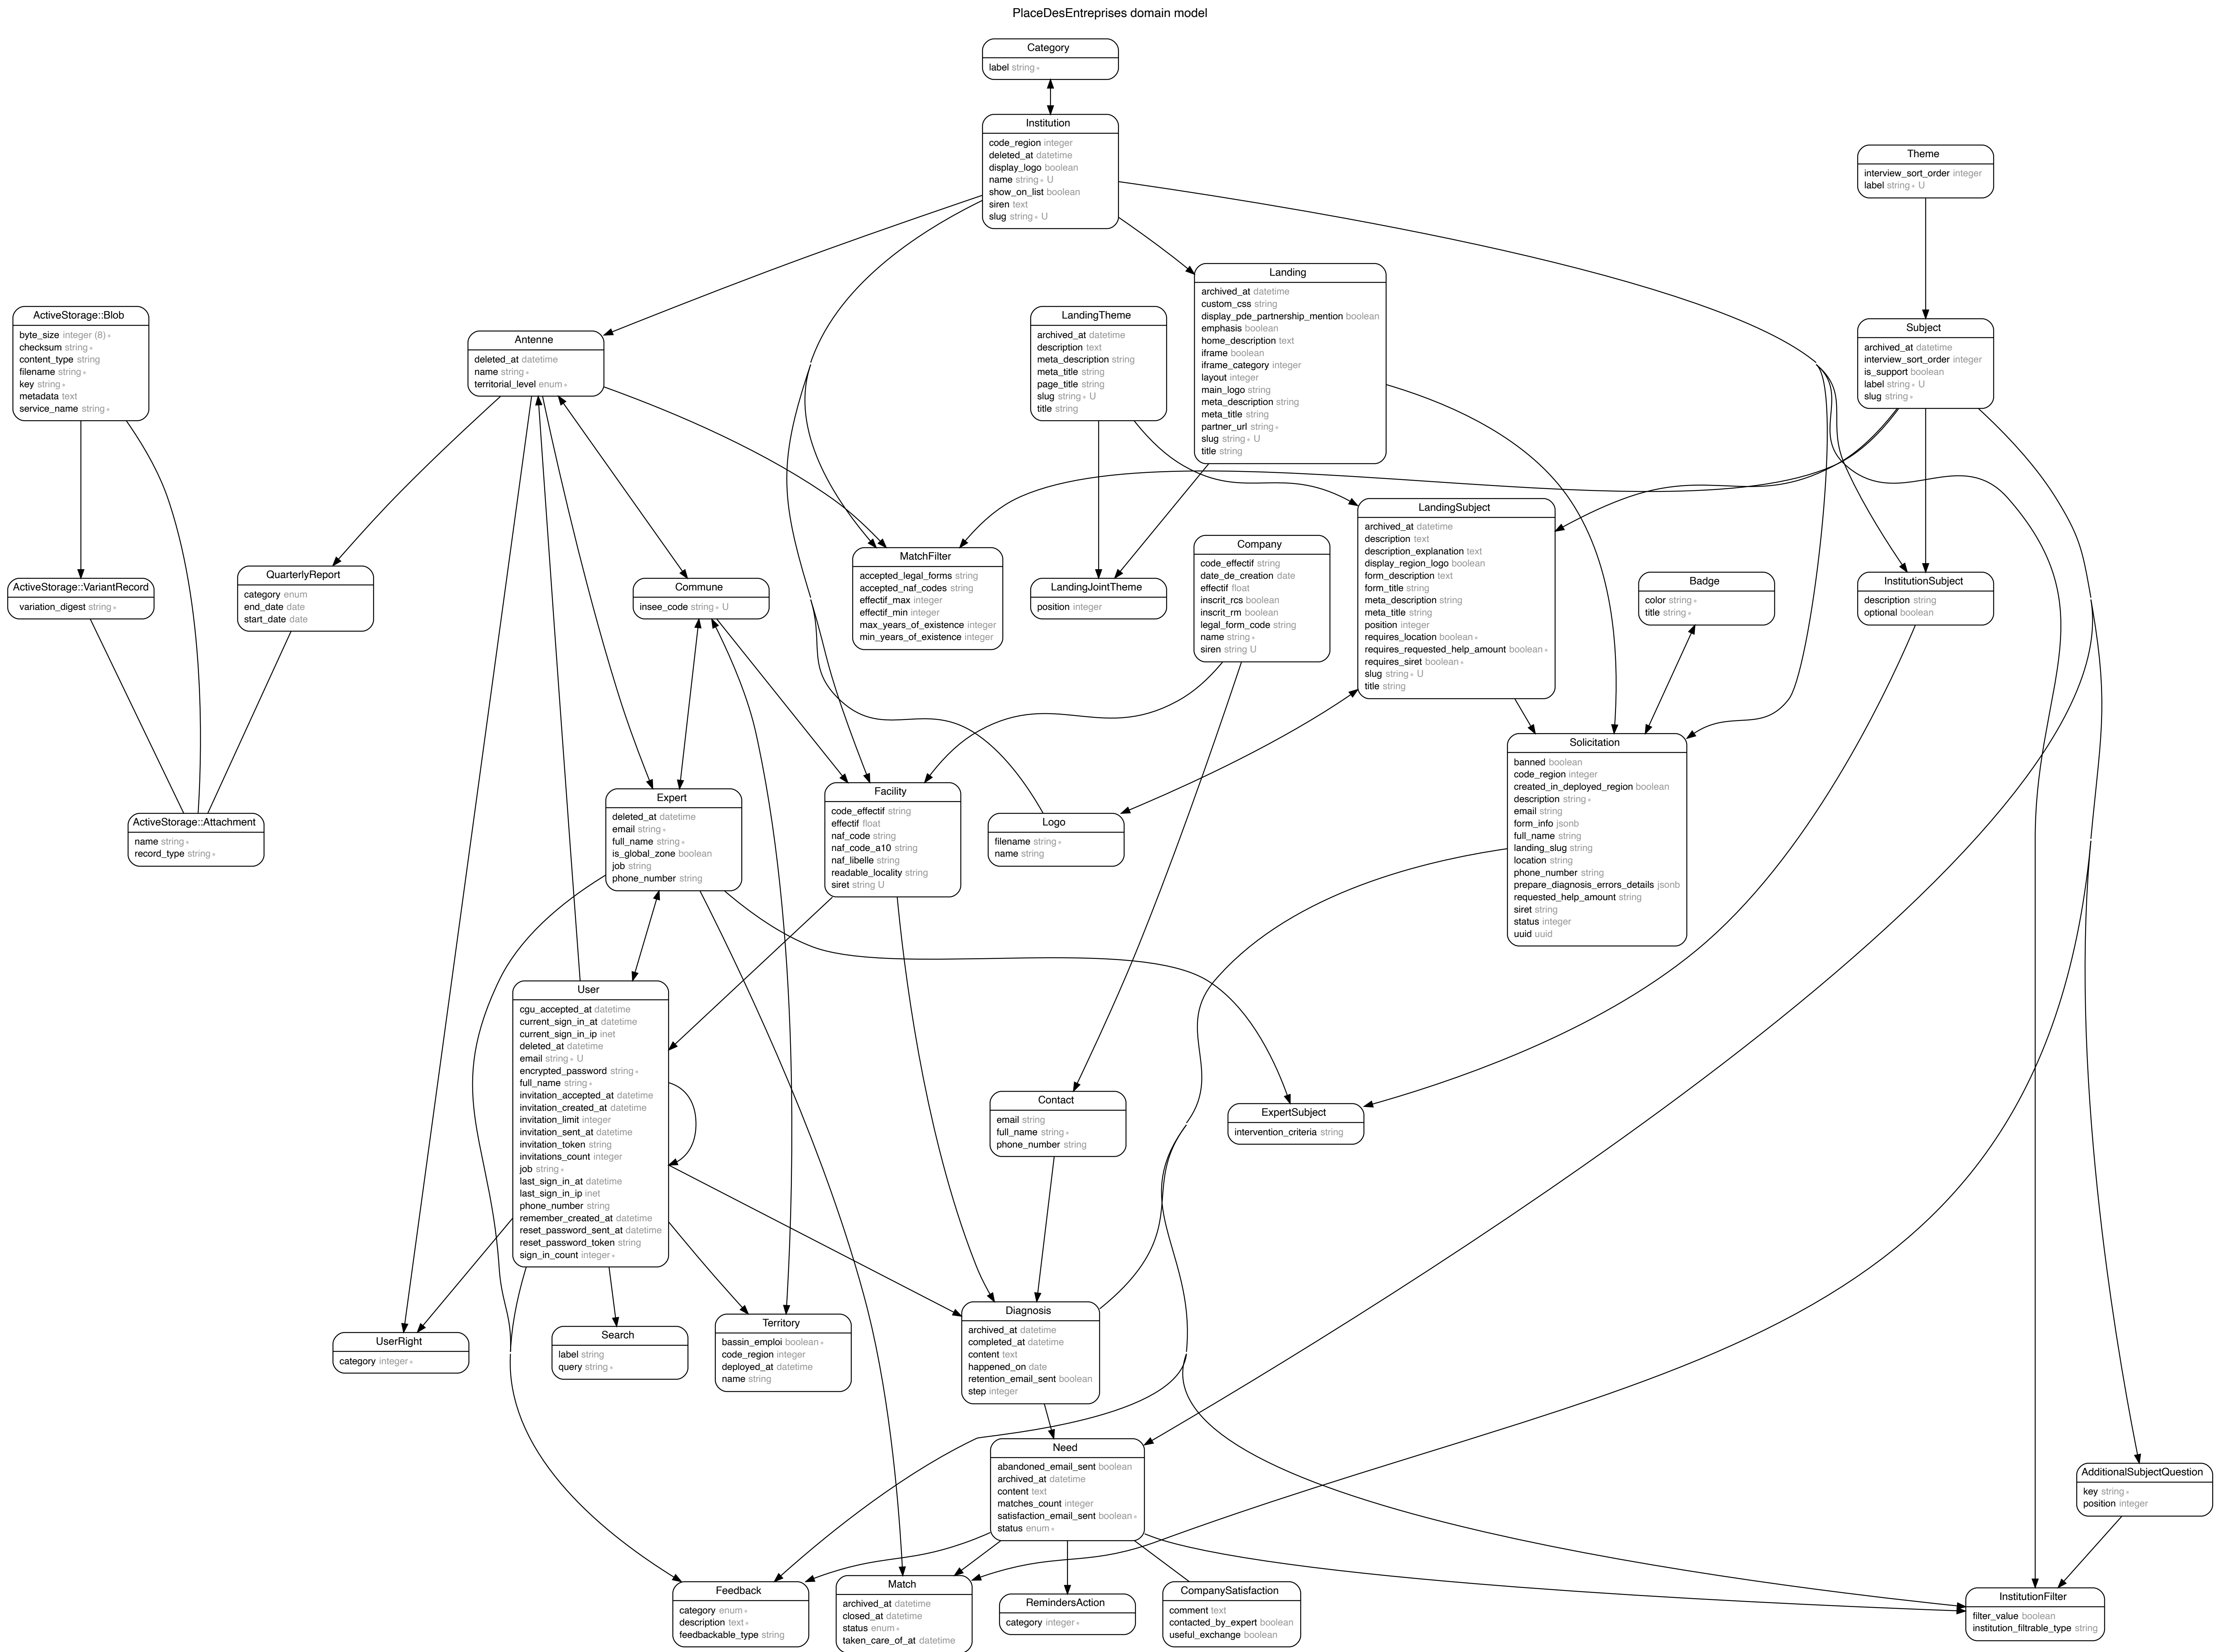 PlaceDesEntreprises domain model
Category
label string *
Institution
code_region integer
deleted_at datetime
display_logo boolean
name string * U
show_on_list boolean
siren text
slug string * U
Theme
interview_sort_order integer
label string * U
Landing
archived_at datetime
custom_css string
display_pde_partnership_mention boolean
emphasis boolean
home_description text
iframe boolean
iframe_category integer
layout integer
main_logo string
meta_description string
meta_title string
partner_url string *
slug string * U
title string
ActiveStorage::Blob
byte_size integer (8) *
checksum string *
content_type string
filename string *
key string *
metadata text
service_name string *
Antenne
deleted_at datetime
name string *
territorial_level enum *
LandingTheme
archived_at datetime
description text
meta_description string
meta_title string
page_title string
slug string * U
title string
Subject
archived_at datetime
interview_sort_order integer
is_support boolean
label string * U
slug string *
ActiveStorage::VariantRecord
variation_digest string *
QuarterlyReport
category enum
end_date date
start_date date
Commune
insee_code string * U
MatchFilter
accepted_legal_forms string
accepted_naf_codes string
effectif_max integer
effectif_min integer
max_years_of_existence integer
min_years_of_existence integer
LandingJointTheme
position integer
Company
code_effectif string
date_de_creation date
effectif float
inscrit_rcs boolean
inscrit_rm boolean
legal_form_code string
name string *
siren string U
LandingSubject
archived_at datetime
description text
description_explanation text
display_region_logo boolean
form_description text
form_title string
meta_description string
meta_title string
position integer
requires_location boolean *
requires_requested_help_amount boolean *
requires_siret boolean *
slug string * U
title string
Badge
color string *
title string *
InstitutionSubject
description string
optional boolean
ActiveStorage::Attachment
name string *
record_type string *
Expert
deleted_at datetime
email string *
full_name string *
is_global_zone boolean
job string
phone_number string
Facility
code_effectif string
effectif float
naf_code string
naf_code_a10 string
naf_libelle string
readable_locality string
siret string U
Logo
filename string *
name string
Solicitation
banned boolean
code_region integer
created_in_deployed_region boolean
description string *
email string
form_info jsonb
full_name string
landing_slug string
location string
phone_number string
prepare_diagnosis_errors_details jsonb
requested_help_amount string
siret string
status integer
uuid uuid
User
cgu_accepted_at datetime
current_sign_in_at datetime
current_sign_in_ip inet
deleted_at datetime
email string * U
encrypted_password string *
full_name string *
invitation_accepted_at datetime
invitation_created_at datetime
invitation_limit integer
invitation_sent_at datetime
invitation_token string
invitations_count integer
job string *
last_sign_in_at datetime
last_sign_in_ip inet
phone_number string
remember_created_at datetime
reset_password_sent_at datetime
reset_password_token string
sign_in_count integer *
Contact
email string
full_name string *
phone_number string
ExpertSubject
intervention_criteria string
UserRight
category integer *
Search
label string
query string *
Territory
bassin_emploi boolean *
code_region integer
deployed_at datetime
name string
Diagnosis
archived_at datetime
completed_at datetime
content text
happened_on date
retention_email_sent boolean
step integer
Need
abandoned_email_sent boolean
archived_at datetime
content text
matches_count integer
satisfaction_email_sent boolean *
status enum *
AdditionalSubjectQuestion
key string *
position integer
Feedback
category enum *
description text *
feedbackable_type string
Match
archived_at datetime
closed_at datetime
status enum *
taken_care_of_at datetime
RemindersAction
category integer *
CompanySatisfaction
comment text
contacted_by_expert boolean
useful_exchange boolean
InstitutionFilter
filter_value boolean
institution_filtrable_type string